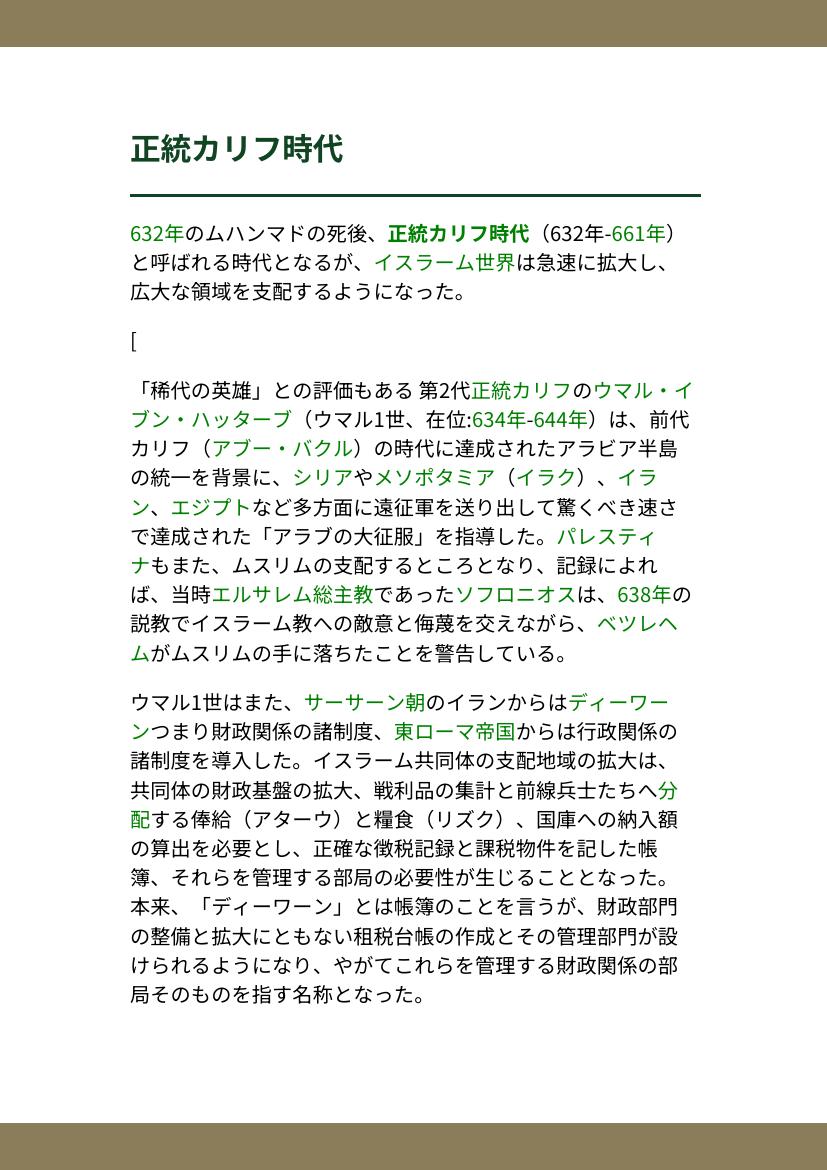 正統カリフ時代
632年のムハンマドの死後、正統カリフ時代（632年-661年）
と呼ばれる時代となるが、イスラーム世界は急速に拡大し、
広大な領域を支配するようになった。
[
「稀代の英雄」との評価もある 第2代正統カリフのウマル・イ
ブン・ハッターブ（ウマル1世、在位:634年-644年）は、前代
カリフ（アブー・バクル）の時代に達成されたアラビア半島
の統一を背景に、シリアやメソポタミア（イラク）、イラ
ン、エジプトなど多方面に遠征軍を送り出して驚くべき速さ
で達成された「アラブの大征服」を指導した。パレスティ
ナもまた、ムスリムの支配するところとなり、記録によれ
ば、当時エルサレム総主教であったソフロニオスは、638年の
説教でイスラーム教への敵意と侮蔑を交えながら、ベツレヘ
ムがムスリムの手に落ちたことを警告している。
ウマル1世はまた、サーサーン朝のイランからはディーワー
ンつまり財政関係の諸制度、東ローマ帝国からは行政関係の
諸制度を導入した。イスラーム共同体の支配地域の拡大は、
共同体の財政基盤の拡大、戦利品の集計と前線兵士たちへ分
配する俸給（アターウ）と糧食（リズク）、国庫への納入額
の算出を必要とし、正確な徴税記録と課税物件を記した帳
簿、それらを管理する部局の必要性が生じることとなった。
本来、「ディーワーン」とは帳簿のことを言うが、財政部門
の整備と拡大にともない租税台帳の作成とその管理部門が設
けられるようになり、やがてこれらを管理する財政関係の部
局そのものを指す名称となった。